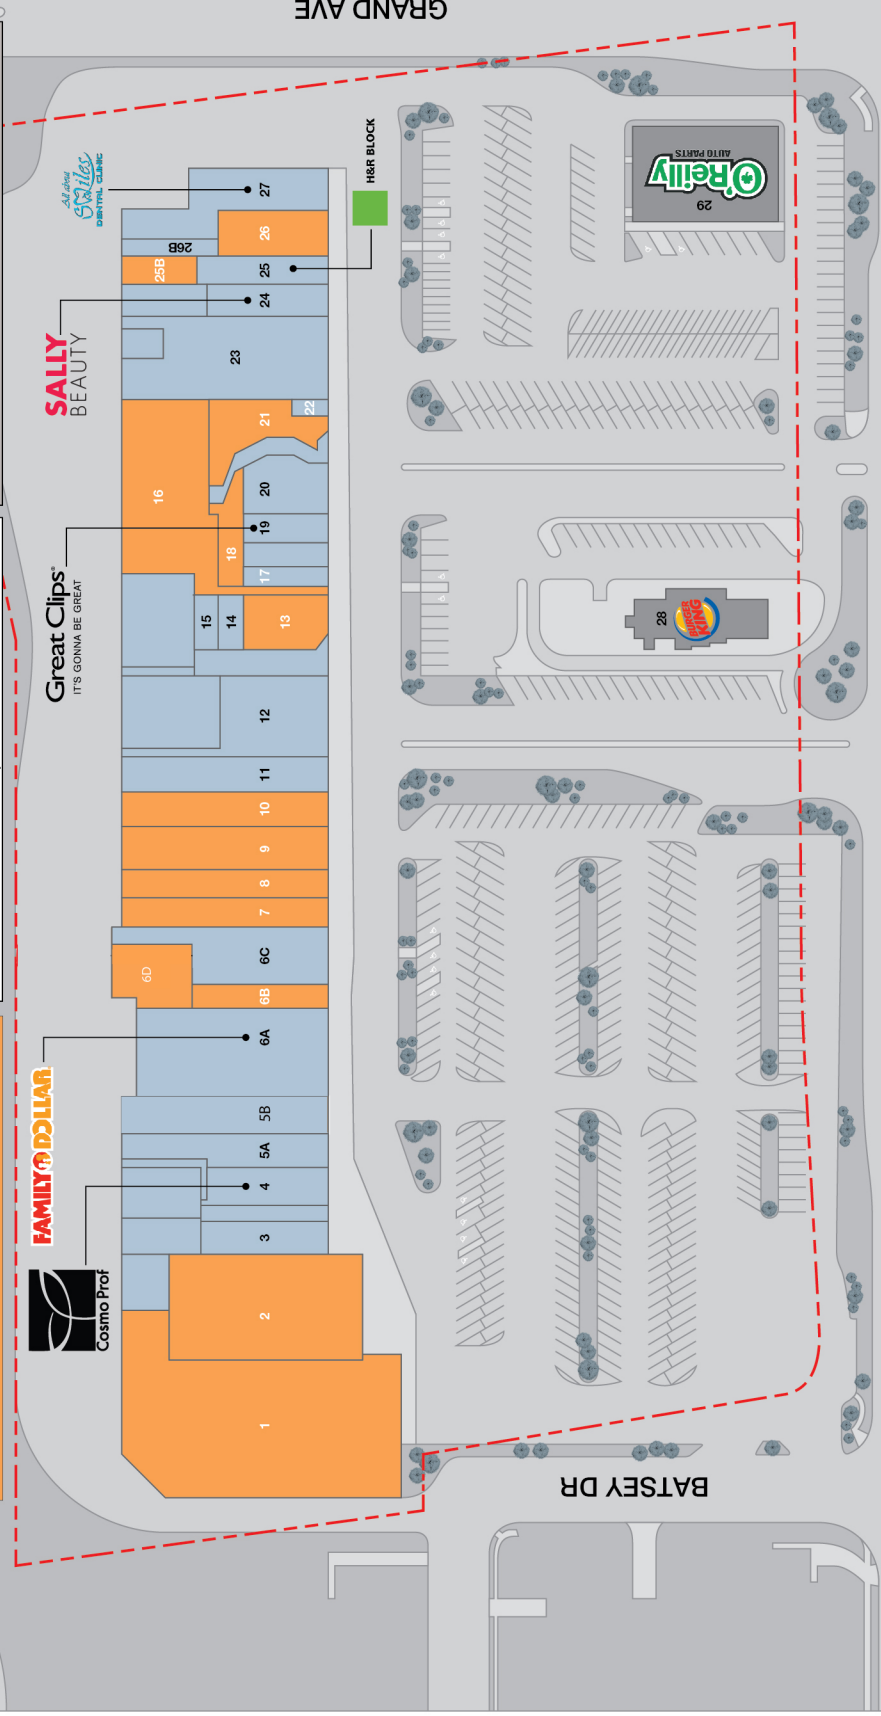 GRAND AVE
All about
Smiles
DENTAL CLINIC
H&R BLOCK
27
26
26B
25B
25
24
SALLY
BEAUTY
23
22
21
16
20
19
18
17
Great Clips®
IT'S GONNA BE GREAT
15
14
13
12
11
10
9
8
7
6D
6C
6B
6A
FAMILY DOLLAR
5B
5A
4
3
Cosmo Prof
2
1
29
O'Reilly
AUTO PARTS
28
BURGER
KING
BATSEY DR